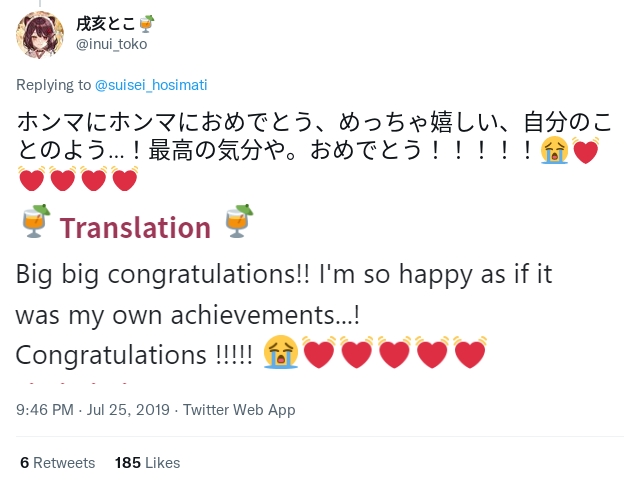 戌亥とこ🍹
@inui_toko
Replying to @suisei_hosimati
ホンマにホンマにおめでとう、めっちゃ嬉しい、自分のこ
とのよう...！最高の気分や。おめでとう！！！！！😭💓
💓💓💓💓
🍹 Translation 🍹
Big big congratulations!! I'm so happy as if it
was my own achievements...!
Congratulations !!!!! 😭💓💓💓💓💓
9:46 PM · Jul 25, 2019 · Twitter Web App
6 Retweets 185 Likes